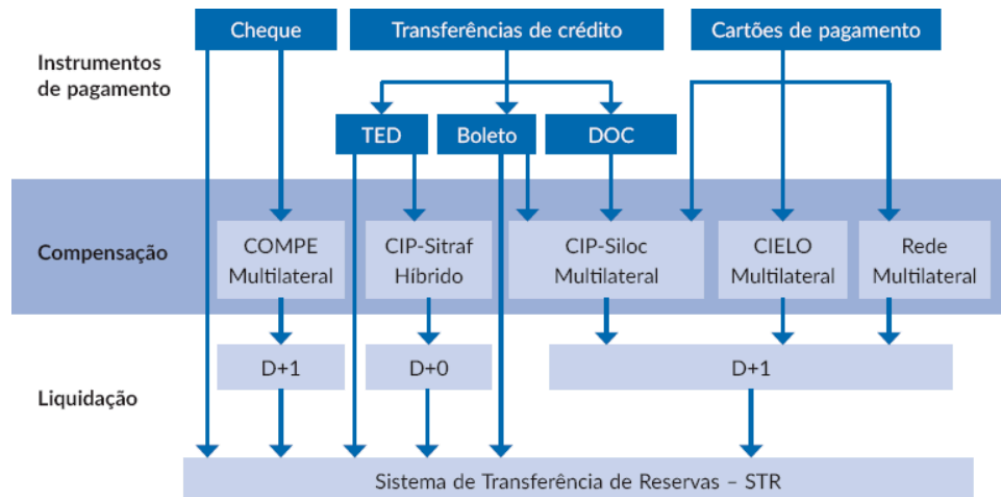 Cheque
Transferências de crédito
Cartões de pagamento
Instrumentos
de pagamento
TED
Boleto
DOC
Compensação
COMPE
Multilateral
CIP-Sitraf
Híbrido
CIP-Siloc
Multilateral
CIELO
Multilateral
Rede
Multilateral
D+1
D+0
D+1
Liquidação
Sistema de Transferência de Reservas – STR